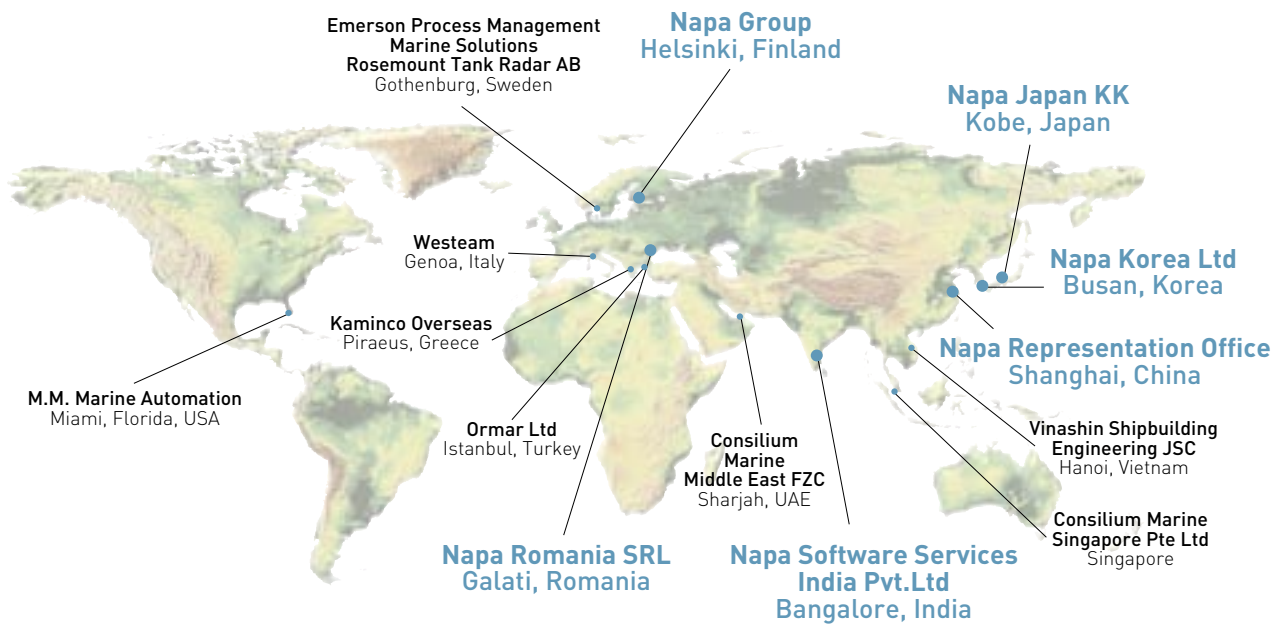 Emerson Process Management
Marine Solutions
Rosemount Tank Radar AB
Gothenburg, Sweden
Napa Group
Helsinki, Finland
Napa Japan KK
Kobe, Japan
Westeam
Genoa, Italy
Napa Korea Ltd
Busan, Korea
Kaminco Overseas
Piraeus, Greece
Napa Representation Office
Shanghai, China
M.M. Marine Automation
Miami, Florida, USA
Ormar Ltd
Istanbul, Turkey
Consilium
Marine
Middle East FZC
Sharjah, UAE
Vinashin Shipbuilding
Engineering JSC
Hanoi, Vietnam
Consilium Marine
Singapore Pte Ltd
Singapore
Napa Romania SRL
Galati, Romania
Napa Software Services
India Pvt.Ltd
Bangalore, India